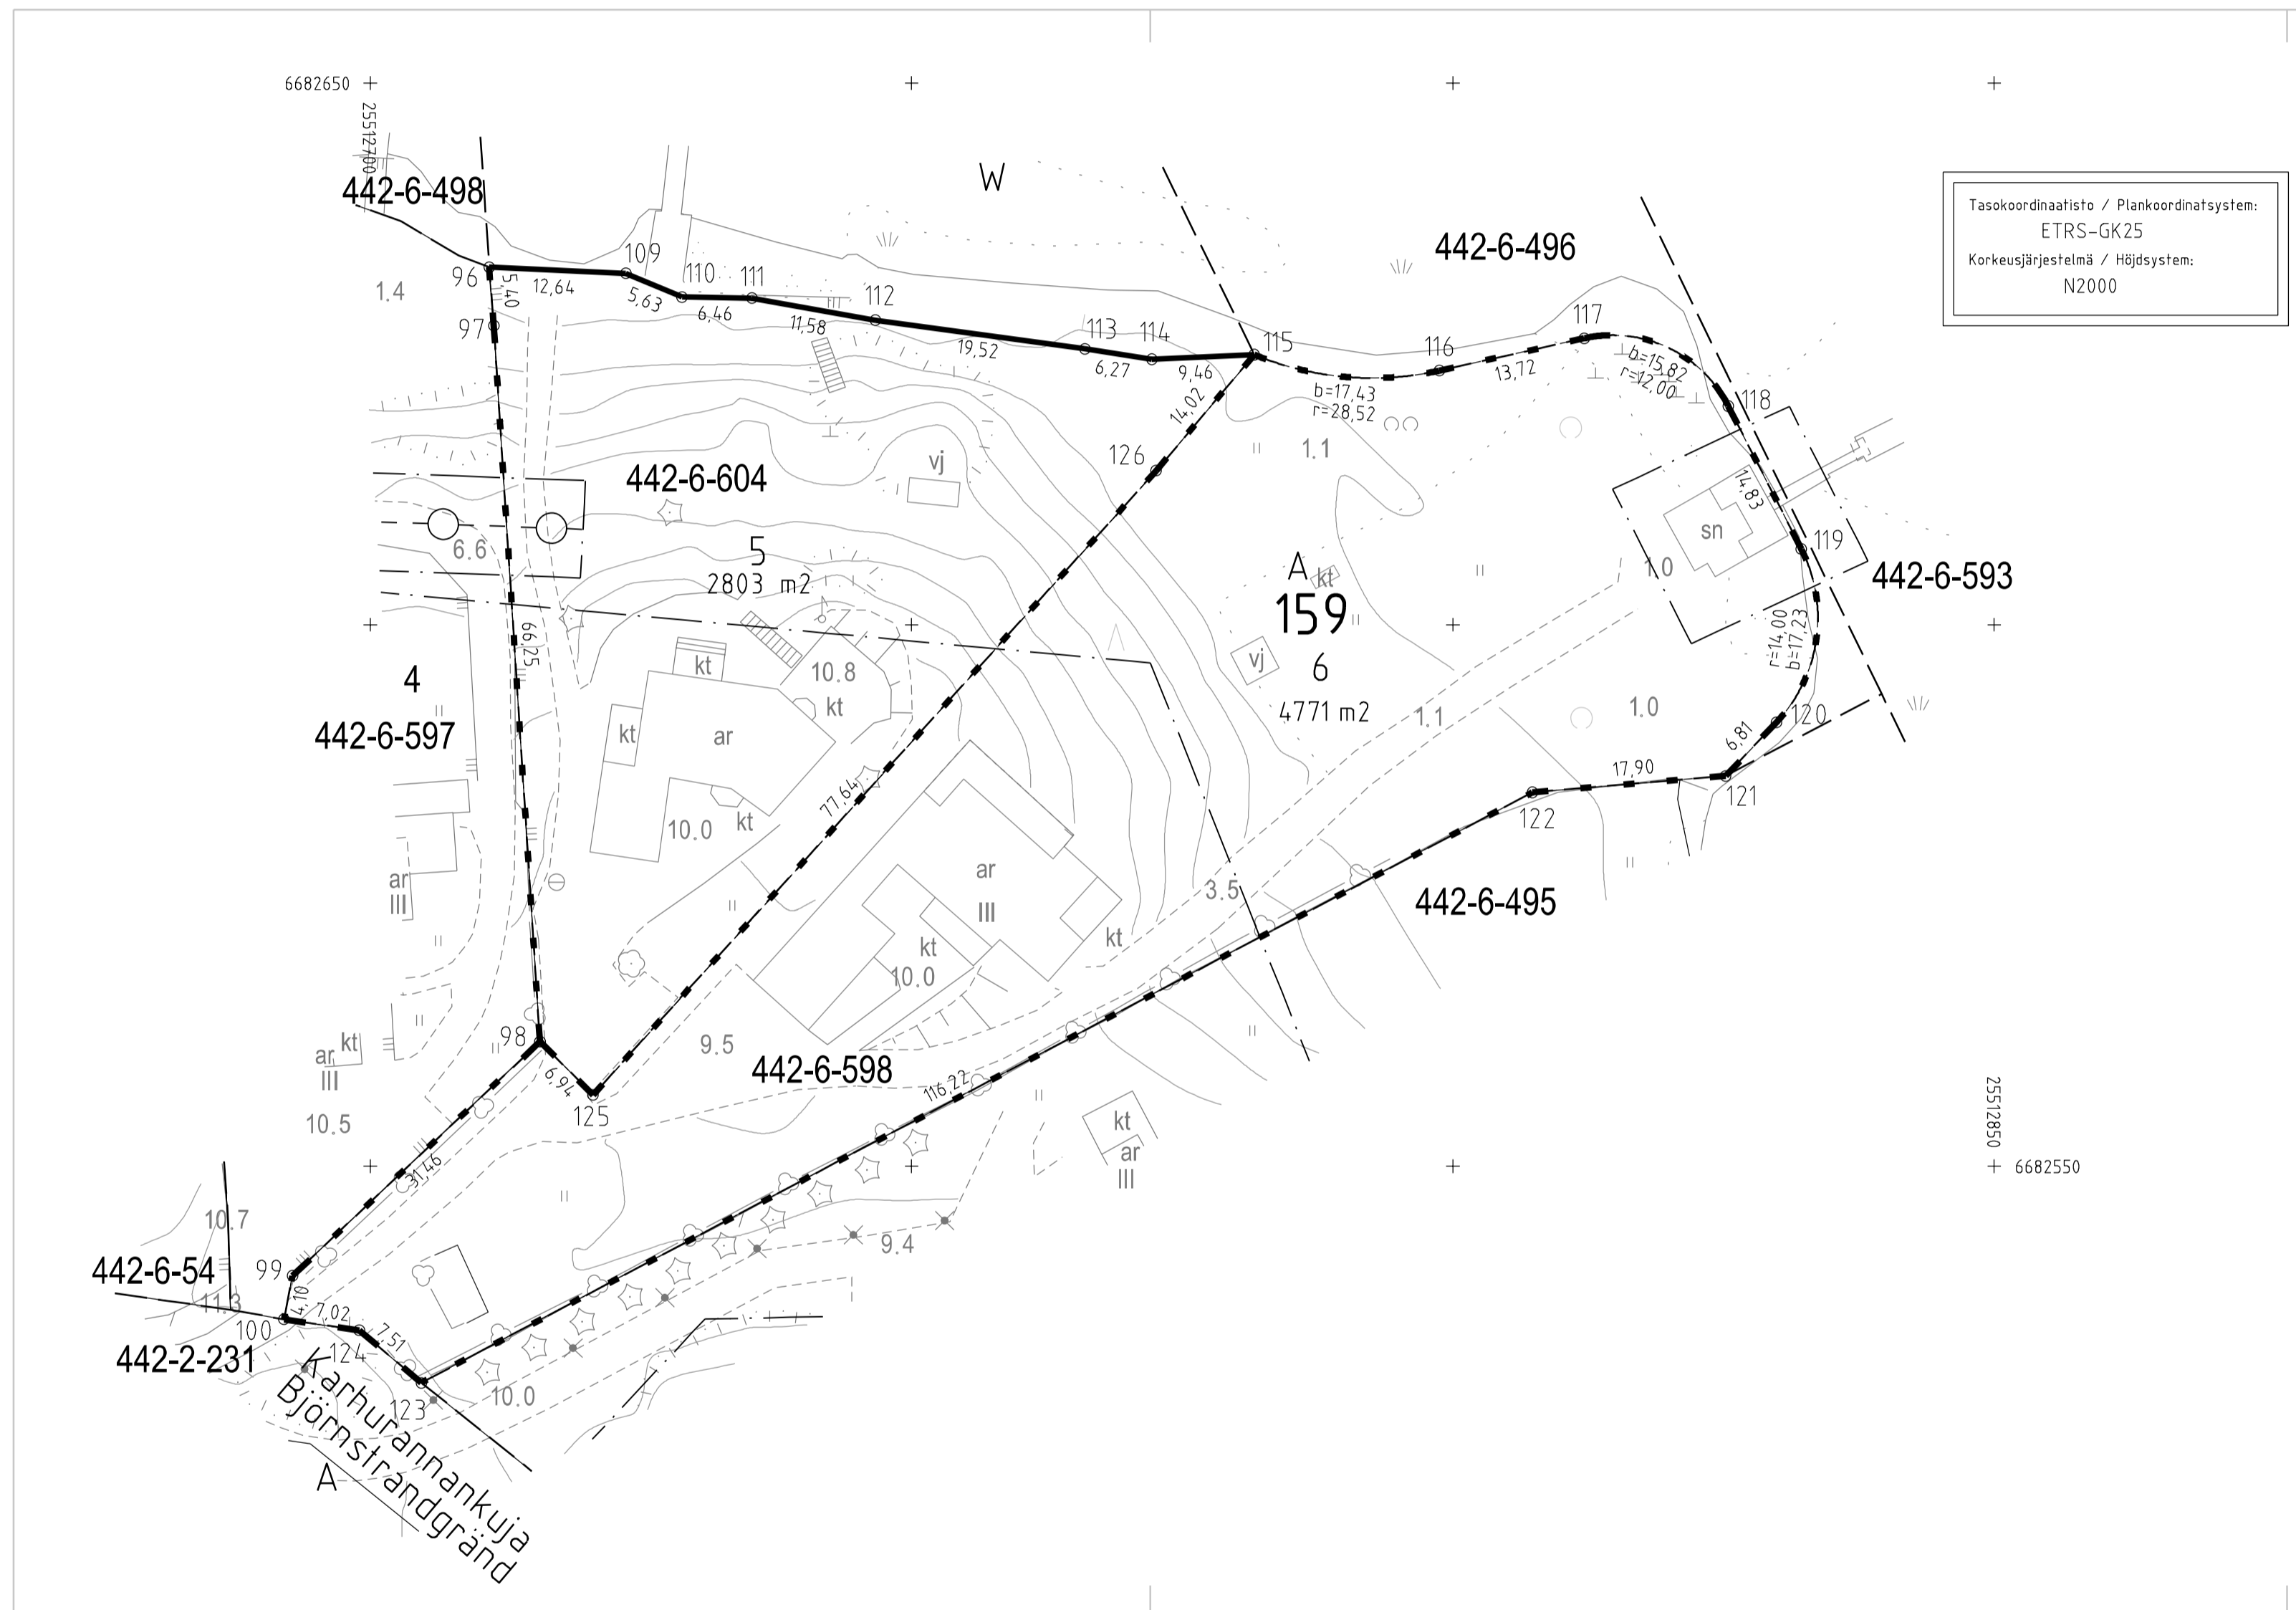 6682650
25512700
Tasokoordinaatisto / Plankoordinatsystem:
ETRS-GK25
Korkeusjärjestelmä / Höjdsystem:
N2000
442-6-498
W
442-6-496
96
5,40
12,64
109
5,63
110
6,46
111
11,58
112
19,52
113
6,27
114
9,46
115
b=17,43
r=28,52
116
13,72
117
b=15,82
r=12,00
118
1.4
97
14,02
126
1.1
14,83
sn
119
442-6-604
vj
6.6
5
2803 m2
A
kt
159
1.0
442-6-593
66,25
r=14,00
b=17,23
4
442-6-597
kt
10.8
kt
kt
ar
vj
6
4771 m2
1.1
1.0
120
6,81
17,90
121
122
77,64
10.0
kt
ar
III
ar
III
3.5
442-6-495
kt
kt
10.0
98
9.5
442-6-598
ar
kt
III
6,94
125
116,22
10.5
kt
ar
III
25512850
6682550
31,46
10.7
9.4
442-6-54
99
11.3
4,10
100
7,02
7,51
442-2-231
124
123
10.0
Karhurannankuja
Björnstrandgränd
A